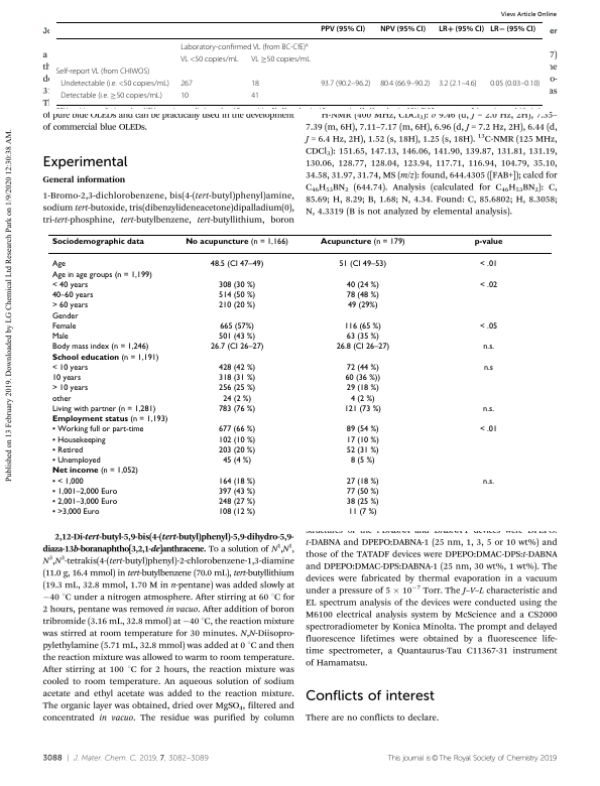 View Article Online
Jo
er
PPV (95% CI) NPV (95% CI) LR+ (95% CI) LR− (95% CI)
Laboratory-confirmed VL (from BC-CfE)ᵃ
VL <50 copies/mL VL ≥50 copies/mL
Self-report VL (from CHIWOS)
Undetectable (i.e. <50 copies/mL) 267 18 93.7 (90.2–96.2) 80.4 (66.9–90.2) 3.2 (2.1–4.6) 0.05 (0.03–0.10)
Detectable (i.e. ≥50 copies/mL) 10 41
a
th
d
3
T
7)
ne
o-
as
of pure blue OLEDs and can be practically used in the development
of commercial blue OLEDs.
Experimental
General information
1-Bromo-2,3-dichlorobenzene, bis(4-(tert-butyl)phenyl)amine,
sodium tert-butoxide, tris(dibenzylideneacetone)dipalladium(0),
tri-tert-phosphine, tert-butylbenzene, tert-butyllithium, boron
H-NMR (400 MHz, CDCl₃): δ 9.46 (d, J = 2.0 Hz, 2H), 7.35–
7.39 (m, 6H), 7.11–7.17 (m, 6H), 6.96 (d, J = 7.2 Hz, 2H), 6.44 (d,
J = 6.4 Hz, 2H), 1.52 (s, 18H), 1.25 (s, 18H). ¹³C-NMR (125 MHz,
CDCl₃): 151.65, 147.13, 146.06, 141.90, 139.87, 131.81, 131.19,
130.06, 128.77, 128.04, 123.94, 117.71, 116.94, 104.79, 35.10,
34.58, 31.97, 31.74, MS (m/z): found, 644.4305 ([FAB+]); calcd for
C₄₆H₅₃BN₂ (644.74). Analysis (calculated for C₄₆H₅₃BN₂): C,
85.69; H, 8.29; B, 1.68; N, 4.34. Found: C, 85.6802; H, 8.3058;
N, 4.3319 (B is not analyzed by elemental analysis).
Sociodemographic data No acupuncture (n = 1,166) Acupuncture (n = 179) p-value
Age 48.5 (CI 47–49) 51 (CI 49–53) < .01
Age in age groups (n = 1,199)
< 40 years 308 (30 %) 40 (24 %) < .02
40–60 years 514 (50 %) 78 (48 %)
> 60 years 210 (20 %) 49 (29%)
Gender
Female 665 (57%) 116 (65 %) < .05
Male 501 (43 %) 63 (35 %)
Body mass index (n = 1,246) 26.7 (CI 26–27) 26.8 (CI 26–27) n.s.
School education (n = 1,191)
< 10 years 428 (42 %) 72 (44 %) n.s
10 years 318 (31 %) 60 (36 %))
> 10 years 256 (25 %) 29 (18 %)
other 24 (2 %) 4 (2 %)
Living with partner (n = 1,281) 783 (76 %) 121 (73 %) n.s.
Employment status (n = 1,193)
• Working full or part-time 677 (66 %) 89 (54 %) < .01
• Housekeeping 102 (10 %) 17 (10 %)
• Retired 203 (20 %) 52 (31 %)
• Unemployed 45 (4 %) 8 (5 %)
Net income (n = 1,052)
• < 1,000 164 (18 %) 27 (18 %) n.s.
• 1,001–2,000 Euro 397 (43 %) 77 (50 %)
• 2,001–3,000 Euro 248 (27 %) 38 (25 %)
• >3,000 Euro 108 (12 %) 11 (7 %)
2,12-Di-tert-butyl-5,9-bis(4-(tert-butyl)phenyl)-5,9-dihydro-5,9-
diaza-13b-boranaphtho[3,2,1-de]anthracene. To a solution of N¹,N¹,
N³,N³-tetrakis(4-(tert-butyl)phenyl)-2-chlorobenzene-1,3-diamine
(11.0 g, 16.4 mmol) in tert-butylbenzene (70.0 mL), tert-butyllithium
(19.3 mL, 32.8 mmol, 1.70 M in n-pentane) was added slowly at
−40 °C under a nitrogen atmosphere. After stirring at 60 °C for
2 hours, pentane was removed in vacuo. After addition of boron
tribromide (3.16 mL, 32.8 mmol) at −40 °C, the reaction mixture
was stirred at room temperature for 30 minutes. N,N-Diisopro-
pylethylamine (5.71 mL, 32.8 mmol) was added at 0 °C and then
the reaction mixture was allowed to warm to room temperature.
After stirring at 100 °C for 2 hours, the reaction mixture was
cooled to room temperature. An aqueous solution of sodium
acetate and ethyl acetate was added to the reaction mixture.
The organic layer was obtained, dried over MgSO₄, filtered and
concentrated in vacuo. The residue was purified by column
t-DABNA and DPEPO:DABNA-1 (25 nm, 1, 3, 5 or 10 wt%) and
those of the TATADF devices were DPEPO:DMAC-DPS:t-DABNA
and DPEPO:DMAC-DPS:DABNA-1 (25 nm, 30 wt%, 1 wt%). The
devices were fabricated by thermal evaporation in a vacuum
under a pressure of 5 × 10⁻⁷ Torr. The J–V–L characteristic and
EL spectrum analysis of the devices were conducted using the
M6100 electrical analysis system by McScience and a CS2000
spectroradiometer by Konica Minolta. The prompt and delayed
fluorescence lifetimes were obtained by a fluorescence life-
time spectrometer, a Quantaurus-Tau C11367-31 instrument
of Hamamatsu.
Conflicts of interest
There are no conflicts to declare.
Published on 13 February 2019. Downloaded by LG Chemical Ltd Research Park on 1/9/2020 12:30:38 AM.
3088 | J. Mater. Chem. C, 2019, 7, 3082–3089
This journal is © The Royal Society of Chemistry 2019